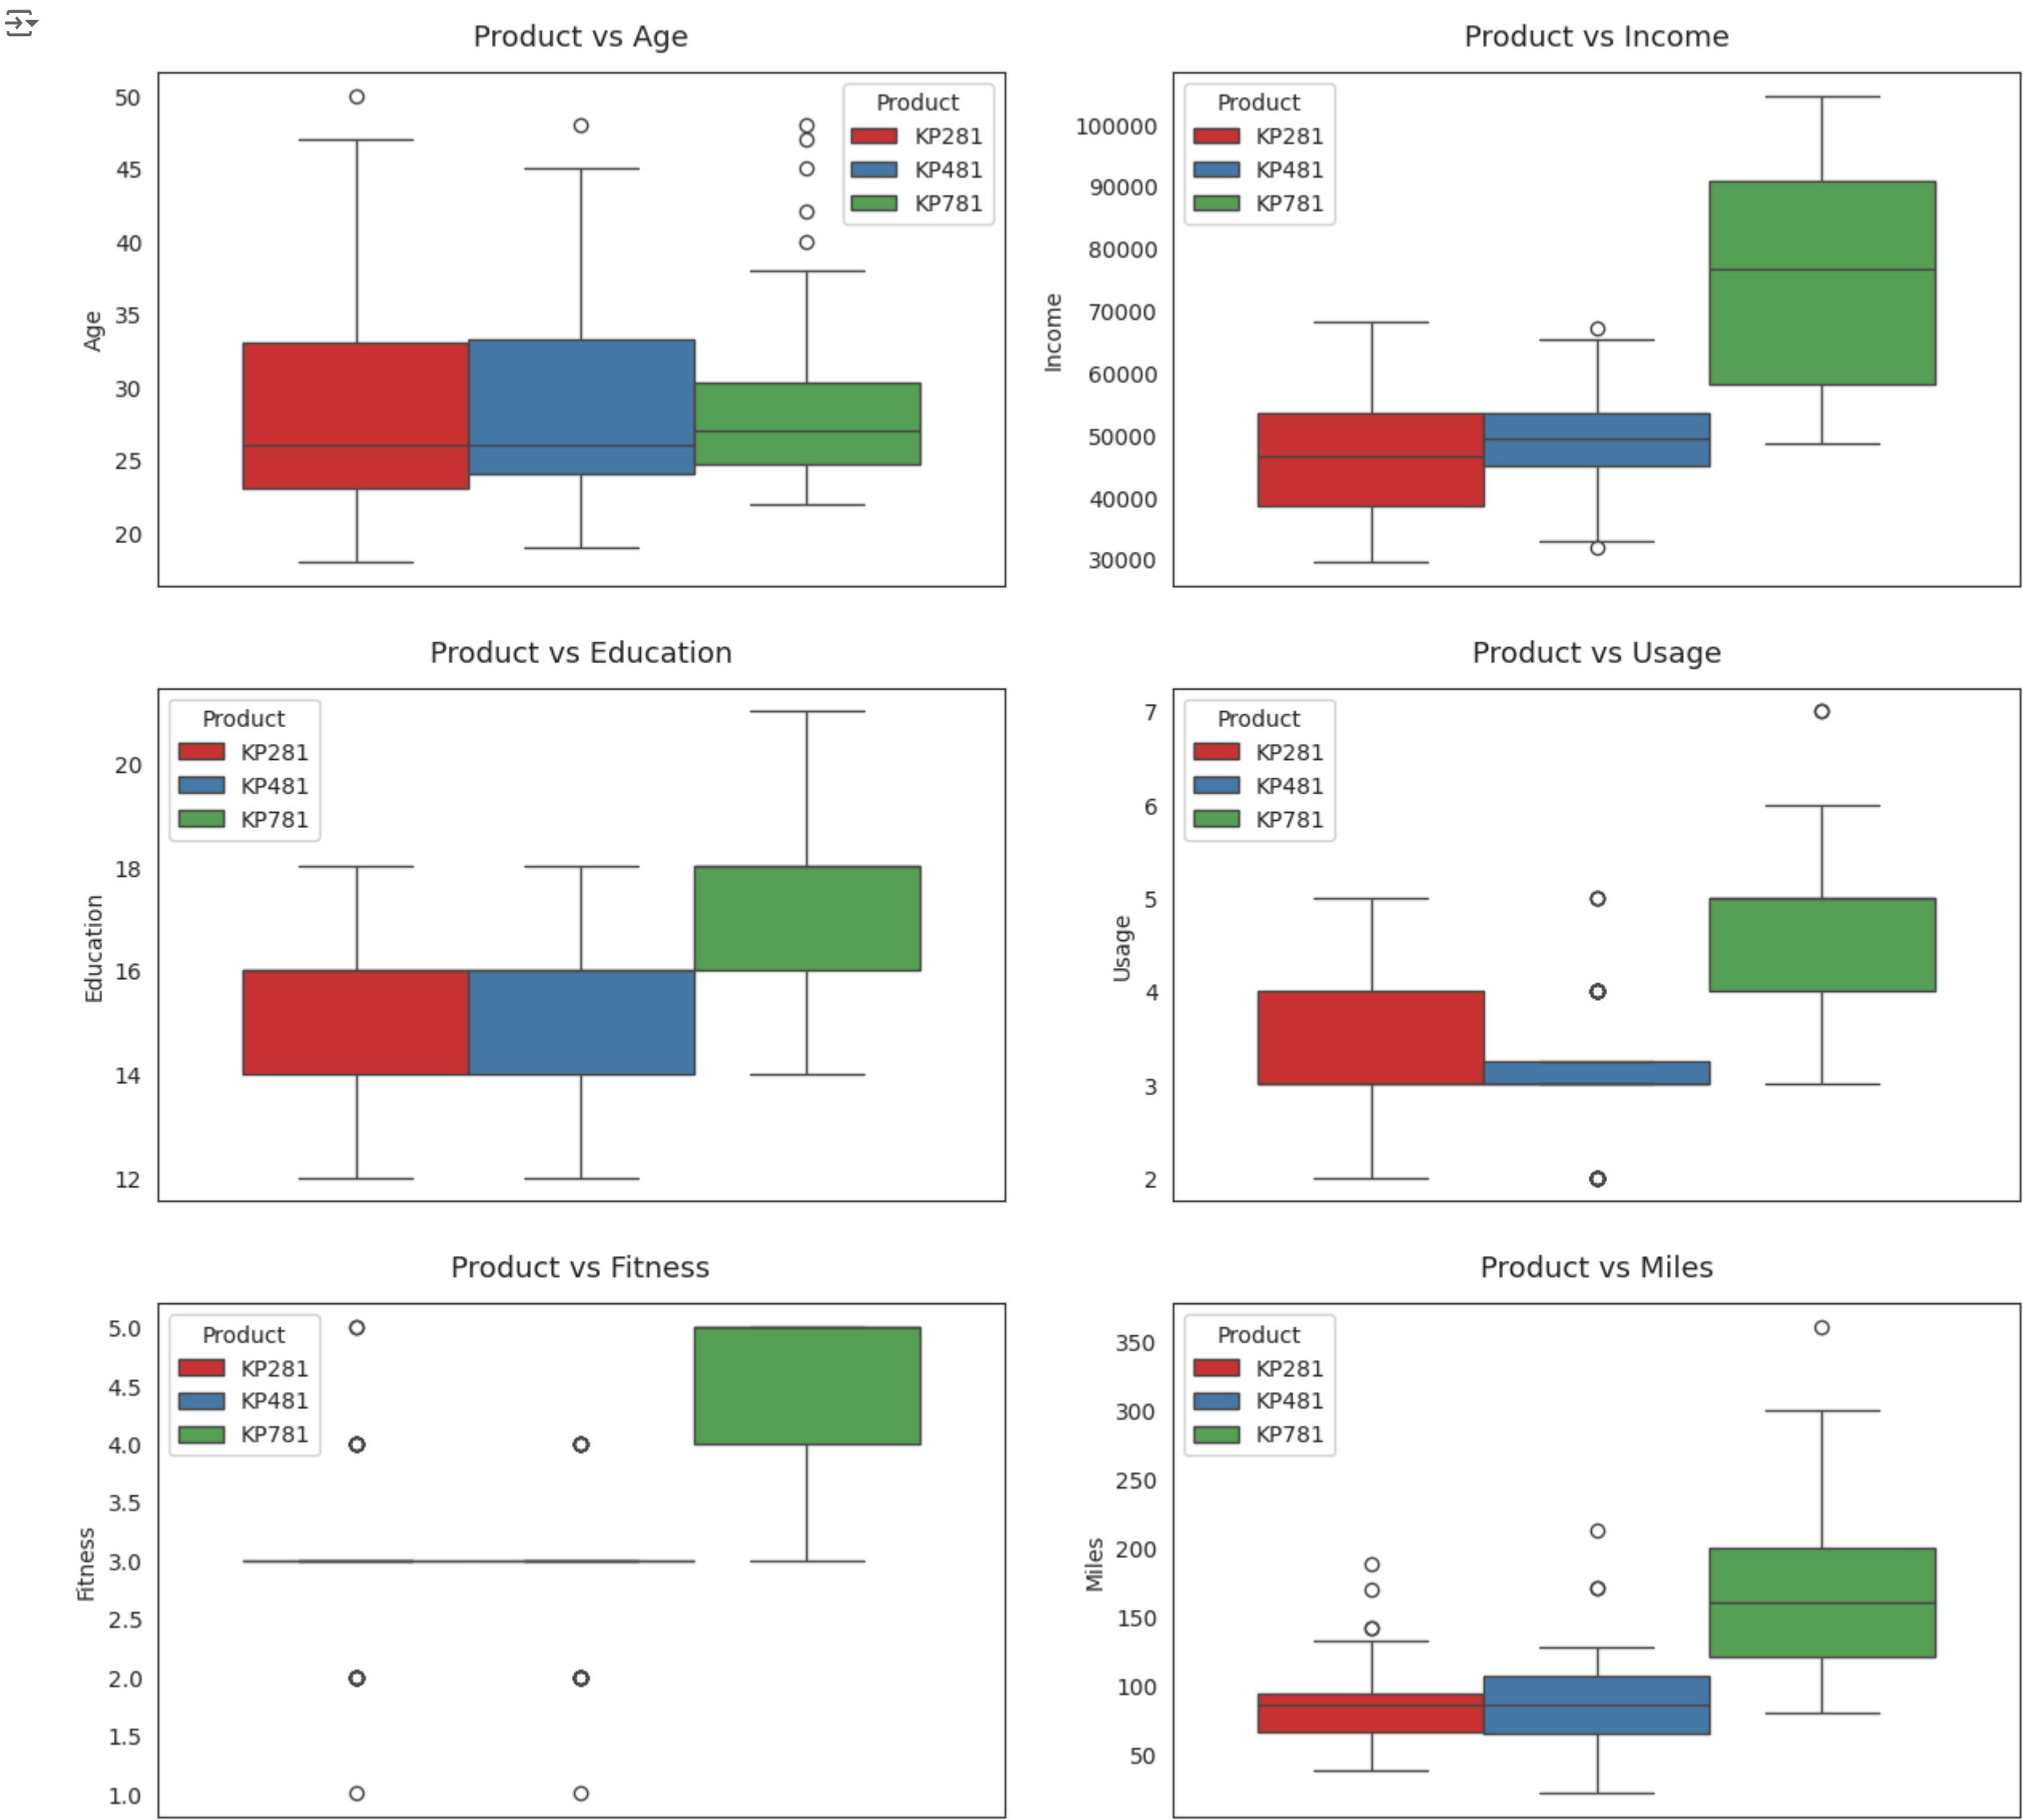 Product vs Age
50
45
40
35
30
25
20
Age
Product
KP281
KP481
KP781
Product vs Income
100000
90000
80000
70000
60000
50000
40000
30000
Income
Product
KP281
KP481
KP781
Product vs Education
20
18
16
14
12
Education
Product
KP281
KP481
KP781
Product vs Usage
7
6
5
4
3
2
Usage
Product
KP281
KP481
KP781
Product vs Fitness
5.0
4.5
4.0
3.5
3.0
2.5
2.0
1.5
1.0
Fitness
Product
KP281
KP481
KP781
Product vs Miles
350
300
250
200
150
100
50
Miles
Product
KP281
KP481
KP781